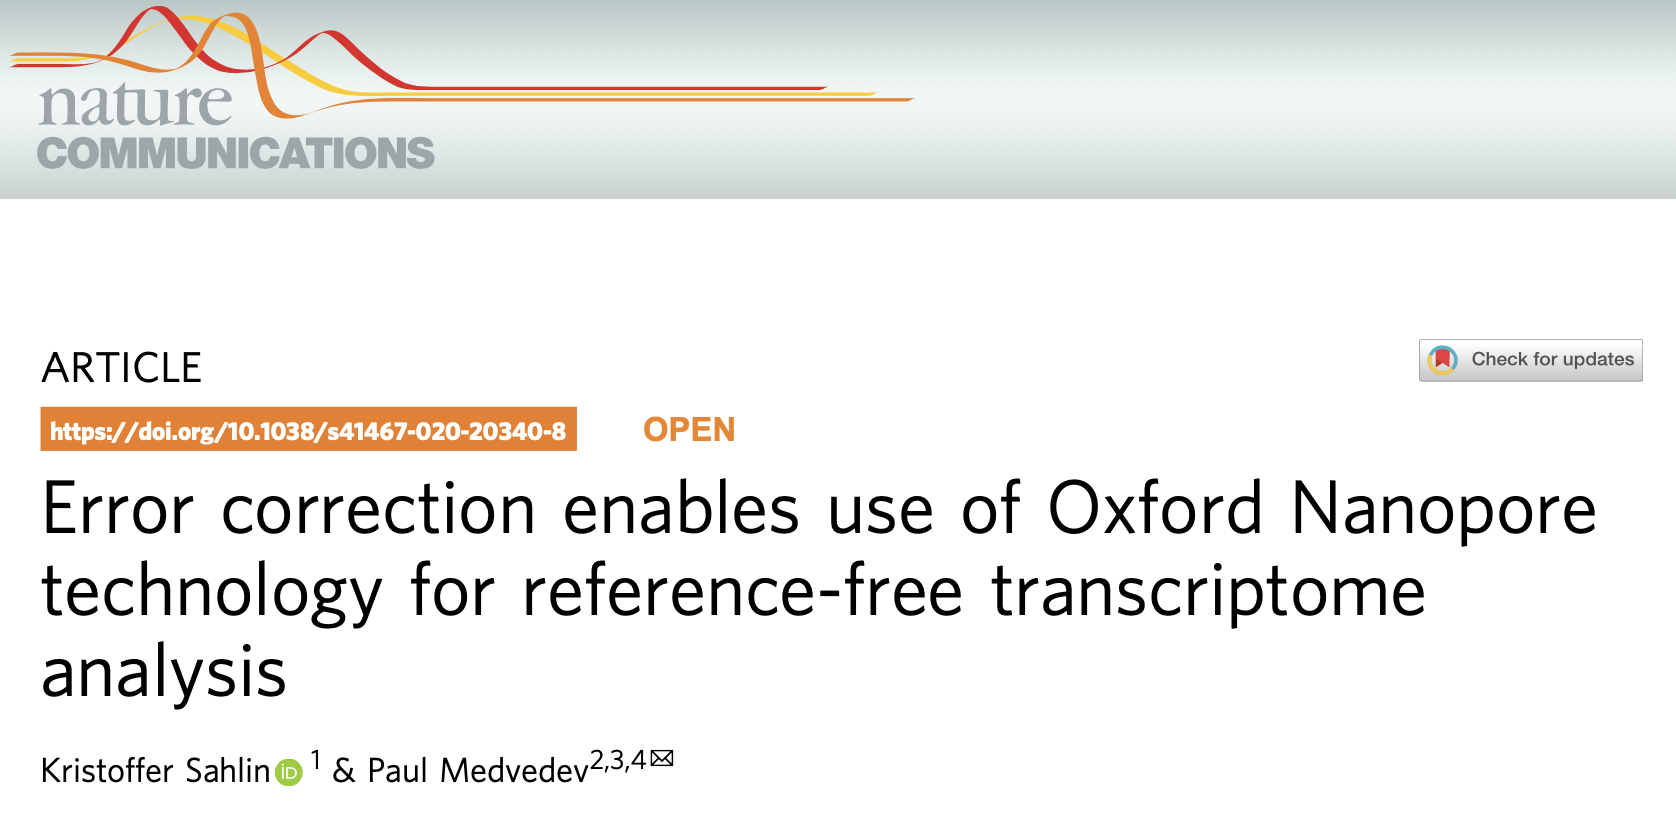 nature
COMMUNICATIONS
ARTICLE
Check for updates
https://doi.org/10.1038/s41467-020-20340-8
OPEN
Error correction enables use of Oxford Nanopore
technology for reference-free transcriptome
analysis
Kristoffer Sahlin iD 1 & Paul Medvedev2,3,4✉